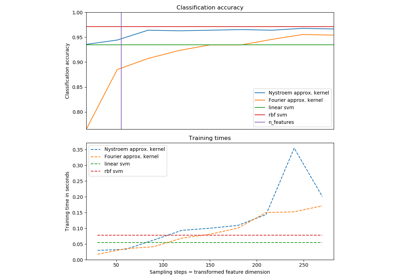 Classification accuracy
1.00
0.95
0.90
0.85
0.80
Classification accuracy
Nystroem approx. kernel
Fourier approx. kernel
linear svm
rbf svm
n_features
Training times
0.35
0.30
0.25
0.20
0.15
0.10
0.05
0.00
Training time in seconds
Nystroem approx. kernel
Fourier approx. kernel
linear svm
rbf svm
50 100 150 200 250
Sampling steps = transformed feature dimension